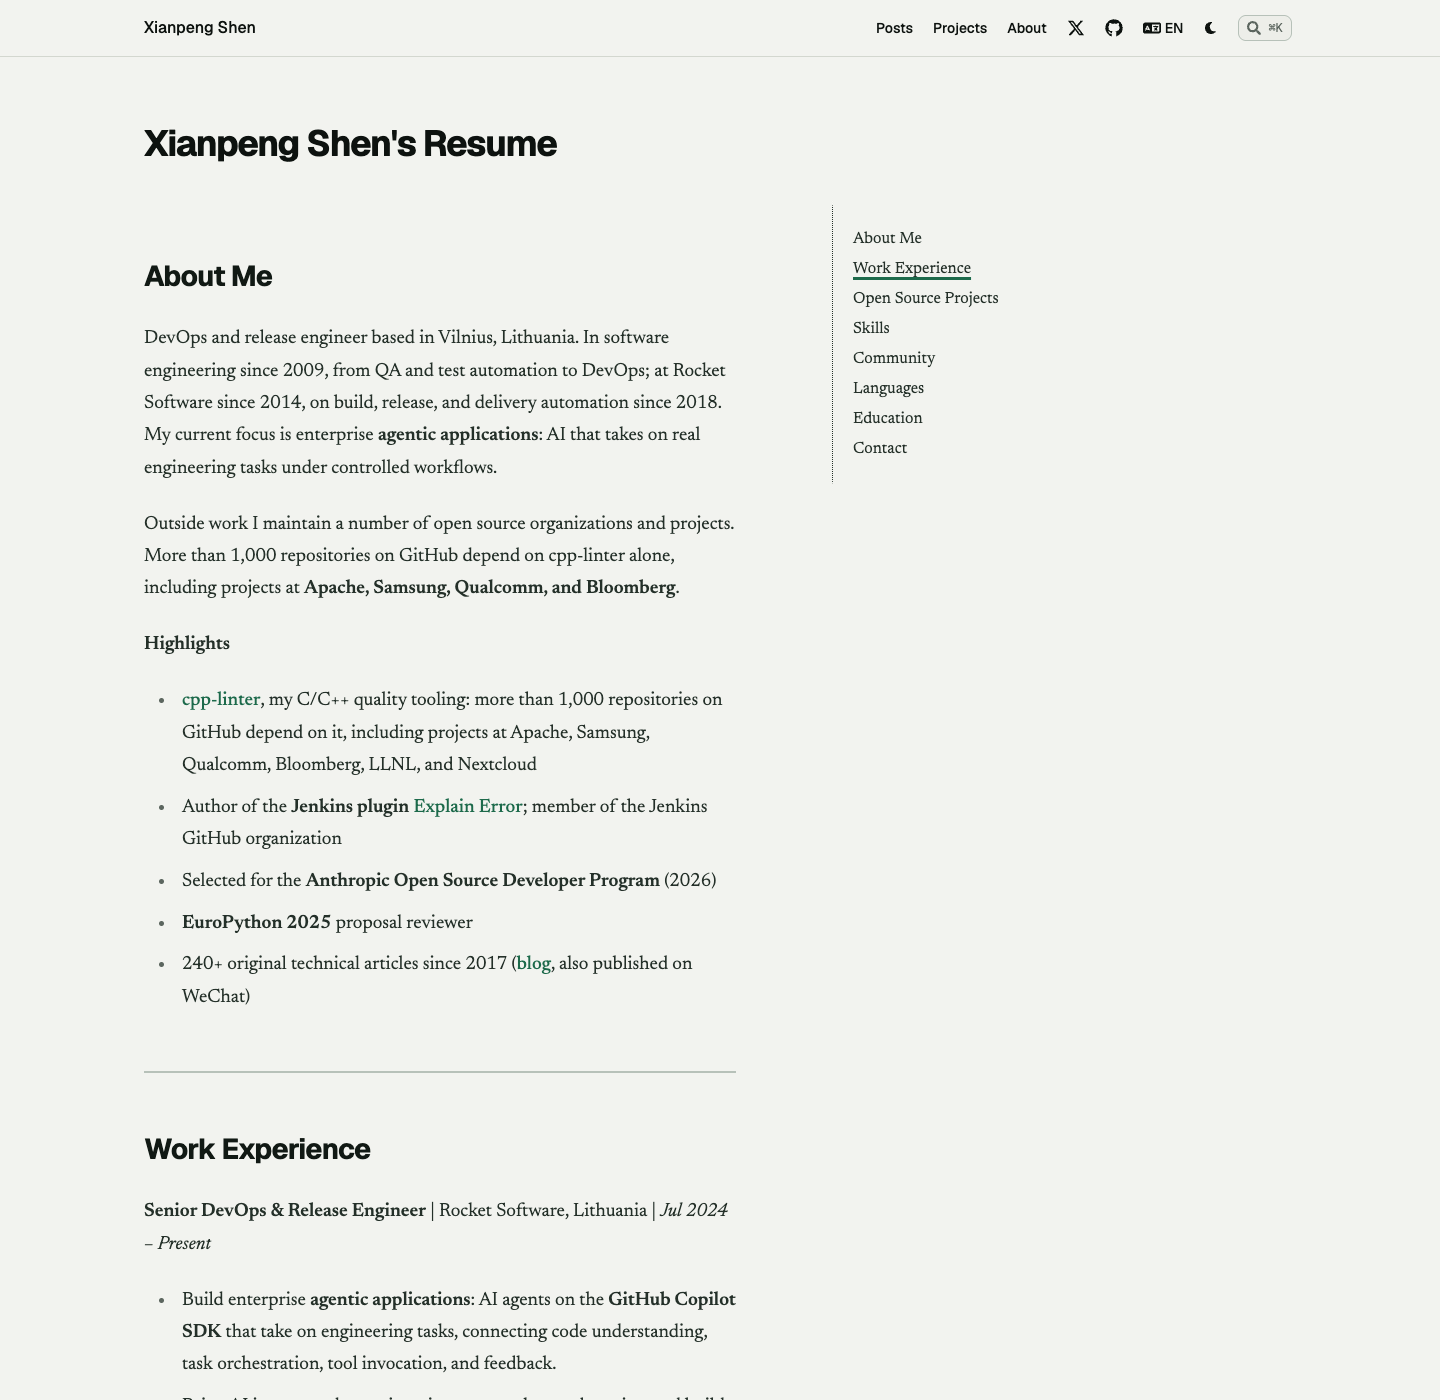 Xianpeng Shen
Posts Projects About EN ⌘K
Xianpeng Shen's Resume
About Me
DevOps and release engineer based in Vilnius, Lithuania. In software
engineering since 2009, from QA and test automation to DevOps; at Rocket
Software since 2014, on build, release, and delivery automation since 2018.
My current focus is enterprise agentic applications: AI that takes on real
engineering tasks under controlled workflows.
Outside work I maintain a number of open source organizations and projects.
More than 1,000 repositories on GitHub depend on cpp-linter alone,
including projects at Apache, Samsung, Qualcomm, and Bloomberg.
Highlights
• cpp-linter, my C/C++ quality tooling: more than 1,000 repositories on
GitHub depend on it, including projects at Apache, Samsung,
Qualcomm, Bloomberg, LLNL, and Nextcloud
• Author of the Jenkins plugin Explain Error; member of the Jenkins
GitHub organization
• Selected for the Anthropic Open Source Developer Program (2026)
• EuroPython 2025 proposal reviewer
• 240+ original technical articles since 2017 (blog, also published on
WeChat)
Work Experience
Senior DevOps & Release Engineer | Rocket Software, Lithuania | Jul 2024
– Present
• Build enterprise agentic applications: AI agents on the GitHub Copilot
SDK that take on engineering tasks, connecting code understanding,
task orchestration, tool invocation, and feedback.
About Me
Work Experience
Open Source Projects
Skills
Community
Languages
Education
Contact